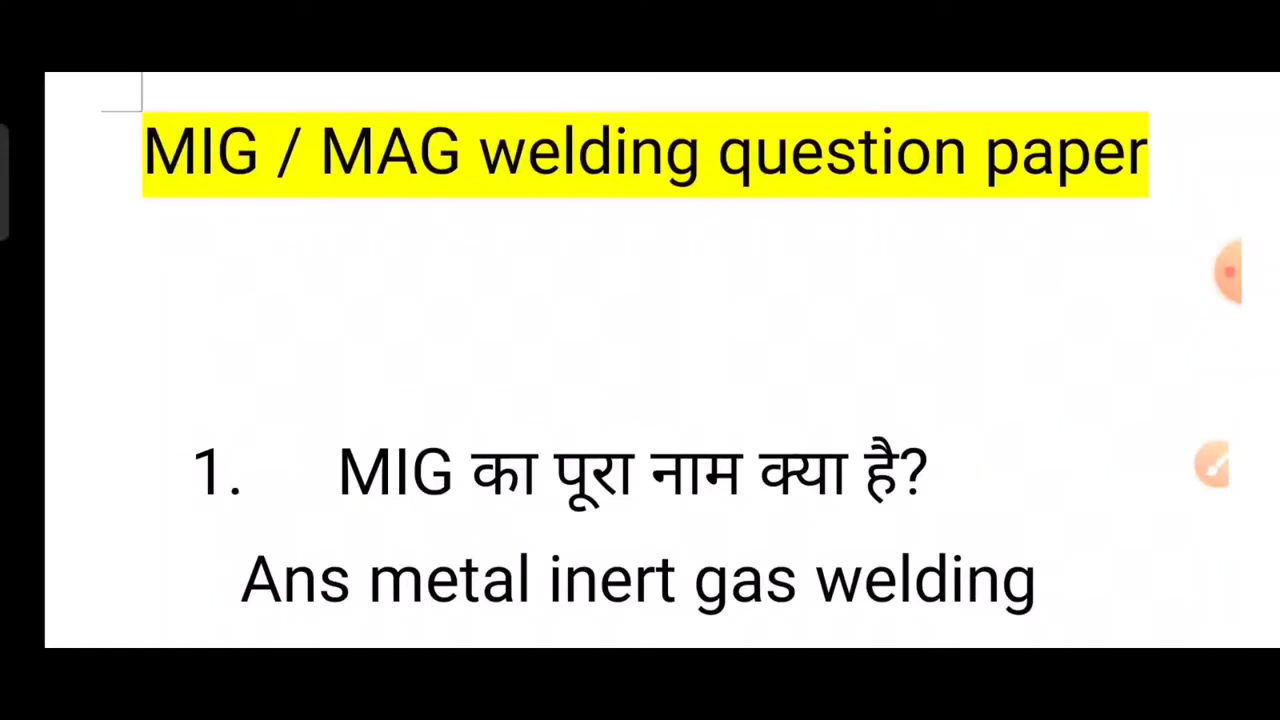 MIG / MAG welding question paper
1. MIG का पूरा नाम क्या है?
Ans metal inert gas welding